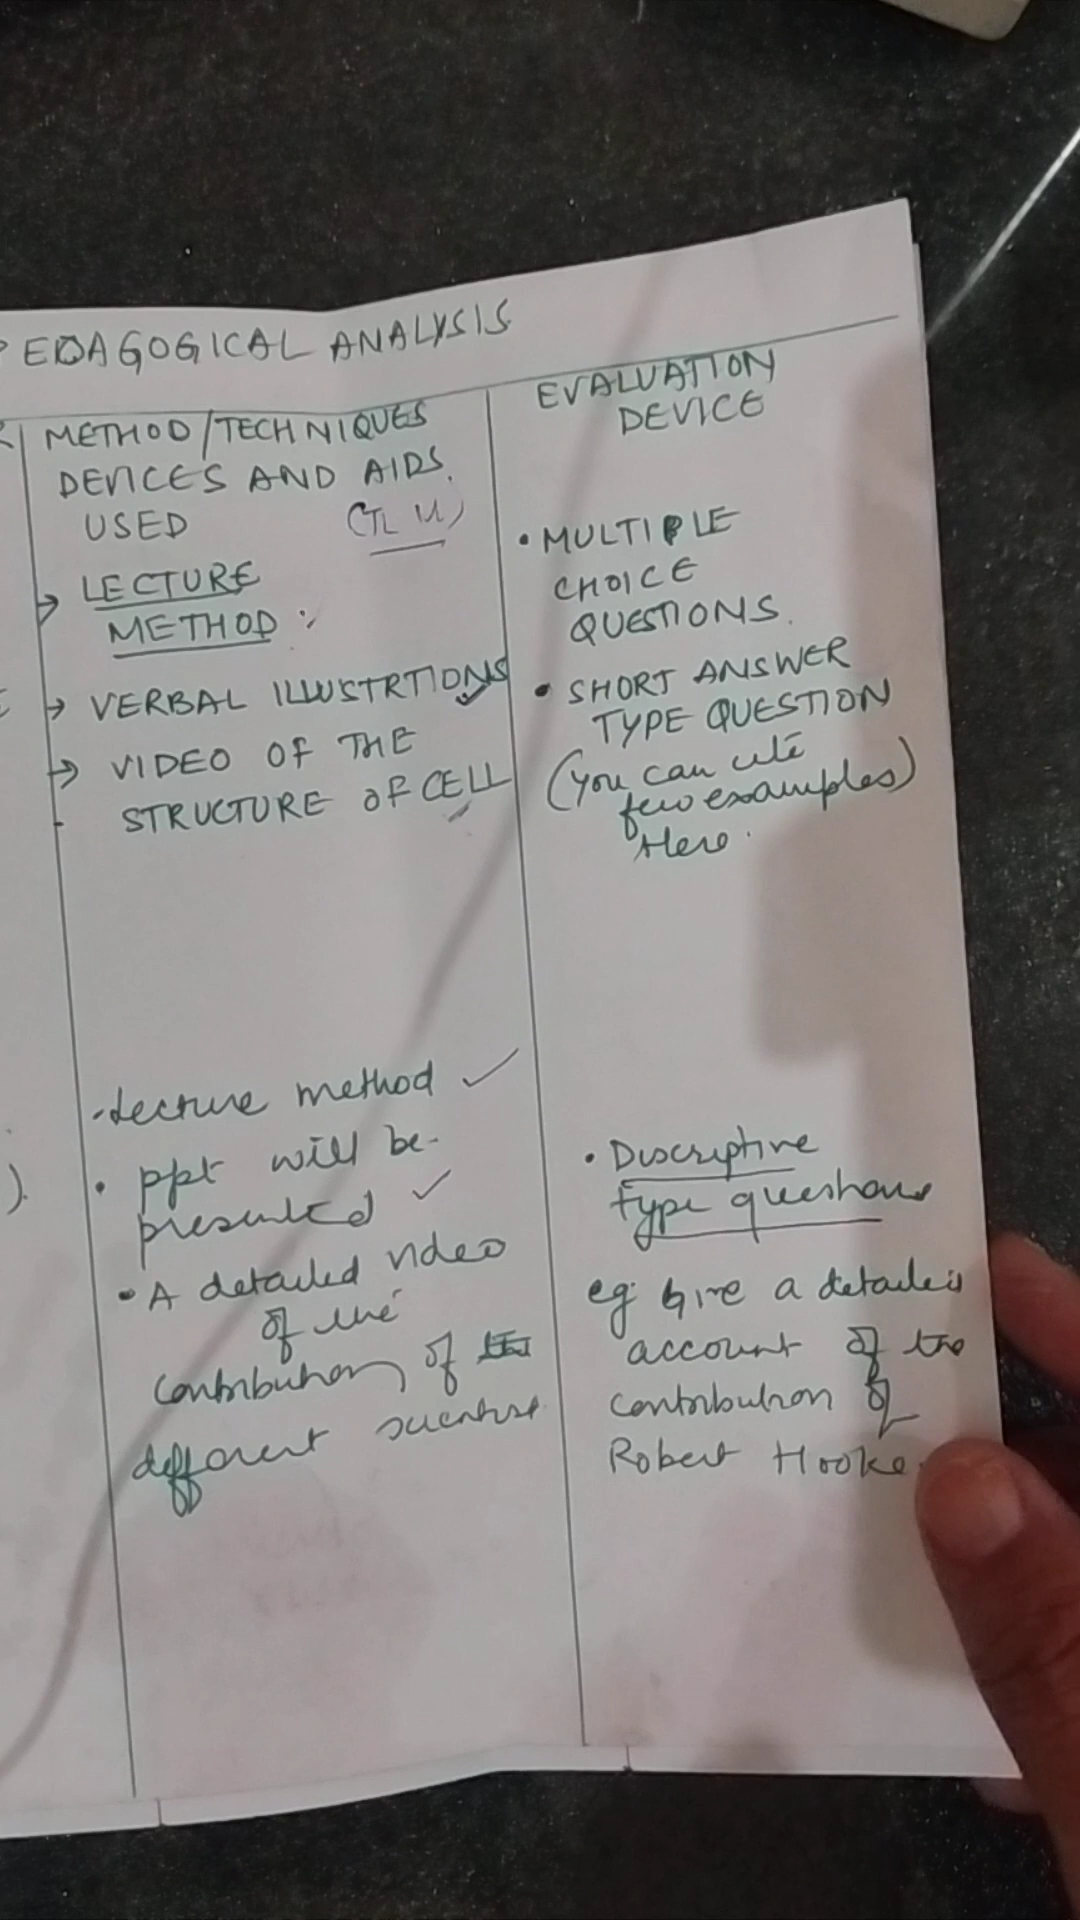 PEDAGOGICAL ANALYSIS
METHOD/TECHNIQUES
DEVICES AND AIDS.
USED (TLM)
→ LECTURE
METHOD :
→ VERBAL ILLUSTRTIONS
→ VIDEO OF THE
STRUCTURE OF CELL
• Lecture method ✓
• ppt will be
presented ✓
• A detailed video
of the
contribution of
different scientist
EVALUATION
DEVICE
• MULTIPLE
CHOICE
QUESTIONS.
• SHORT ANSWER
TYPE QUESTION
(you can cite
few examples)
Here.
• Discriptive
type questions
eg: Give a detailed
account of the
contribution of
Robert Hooke.